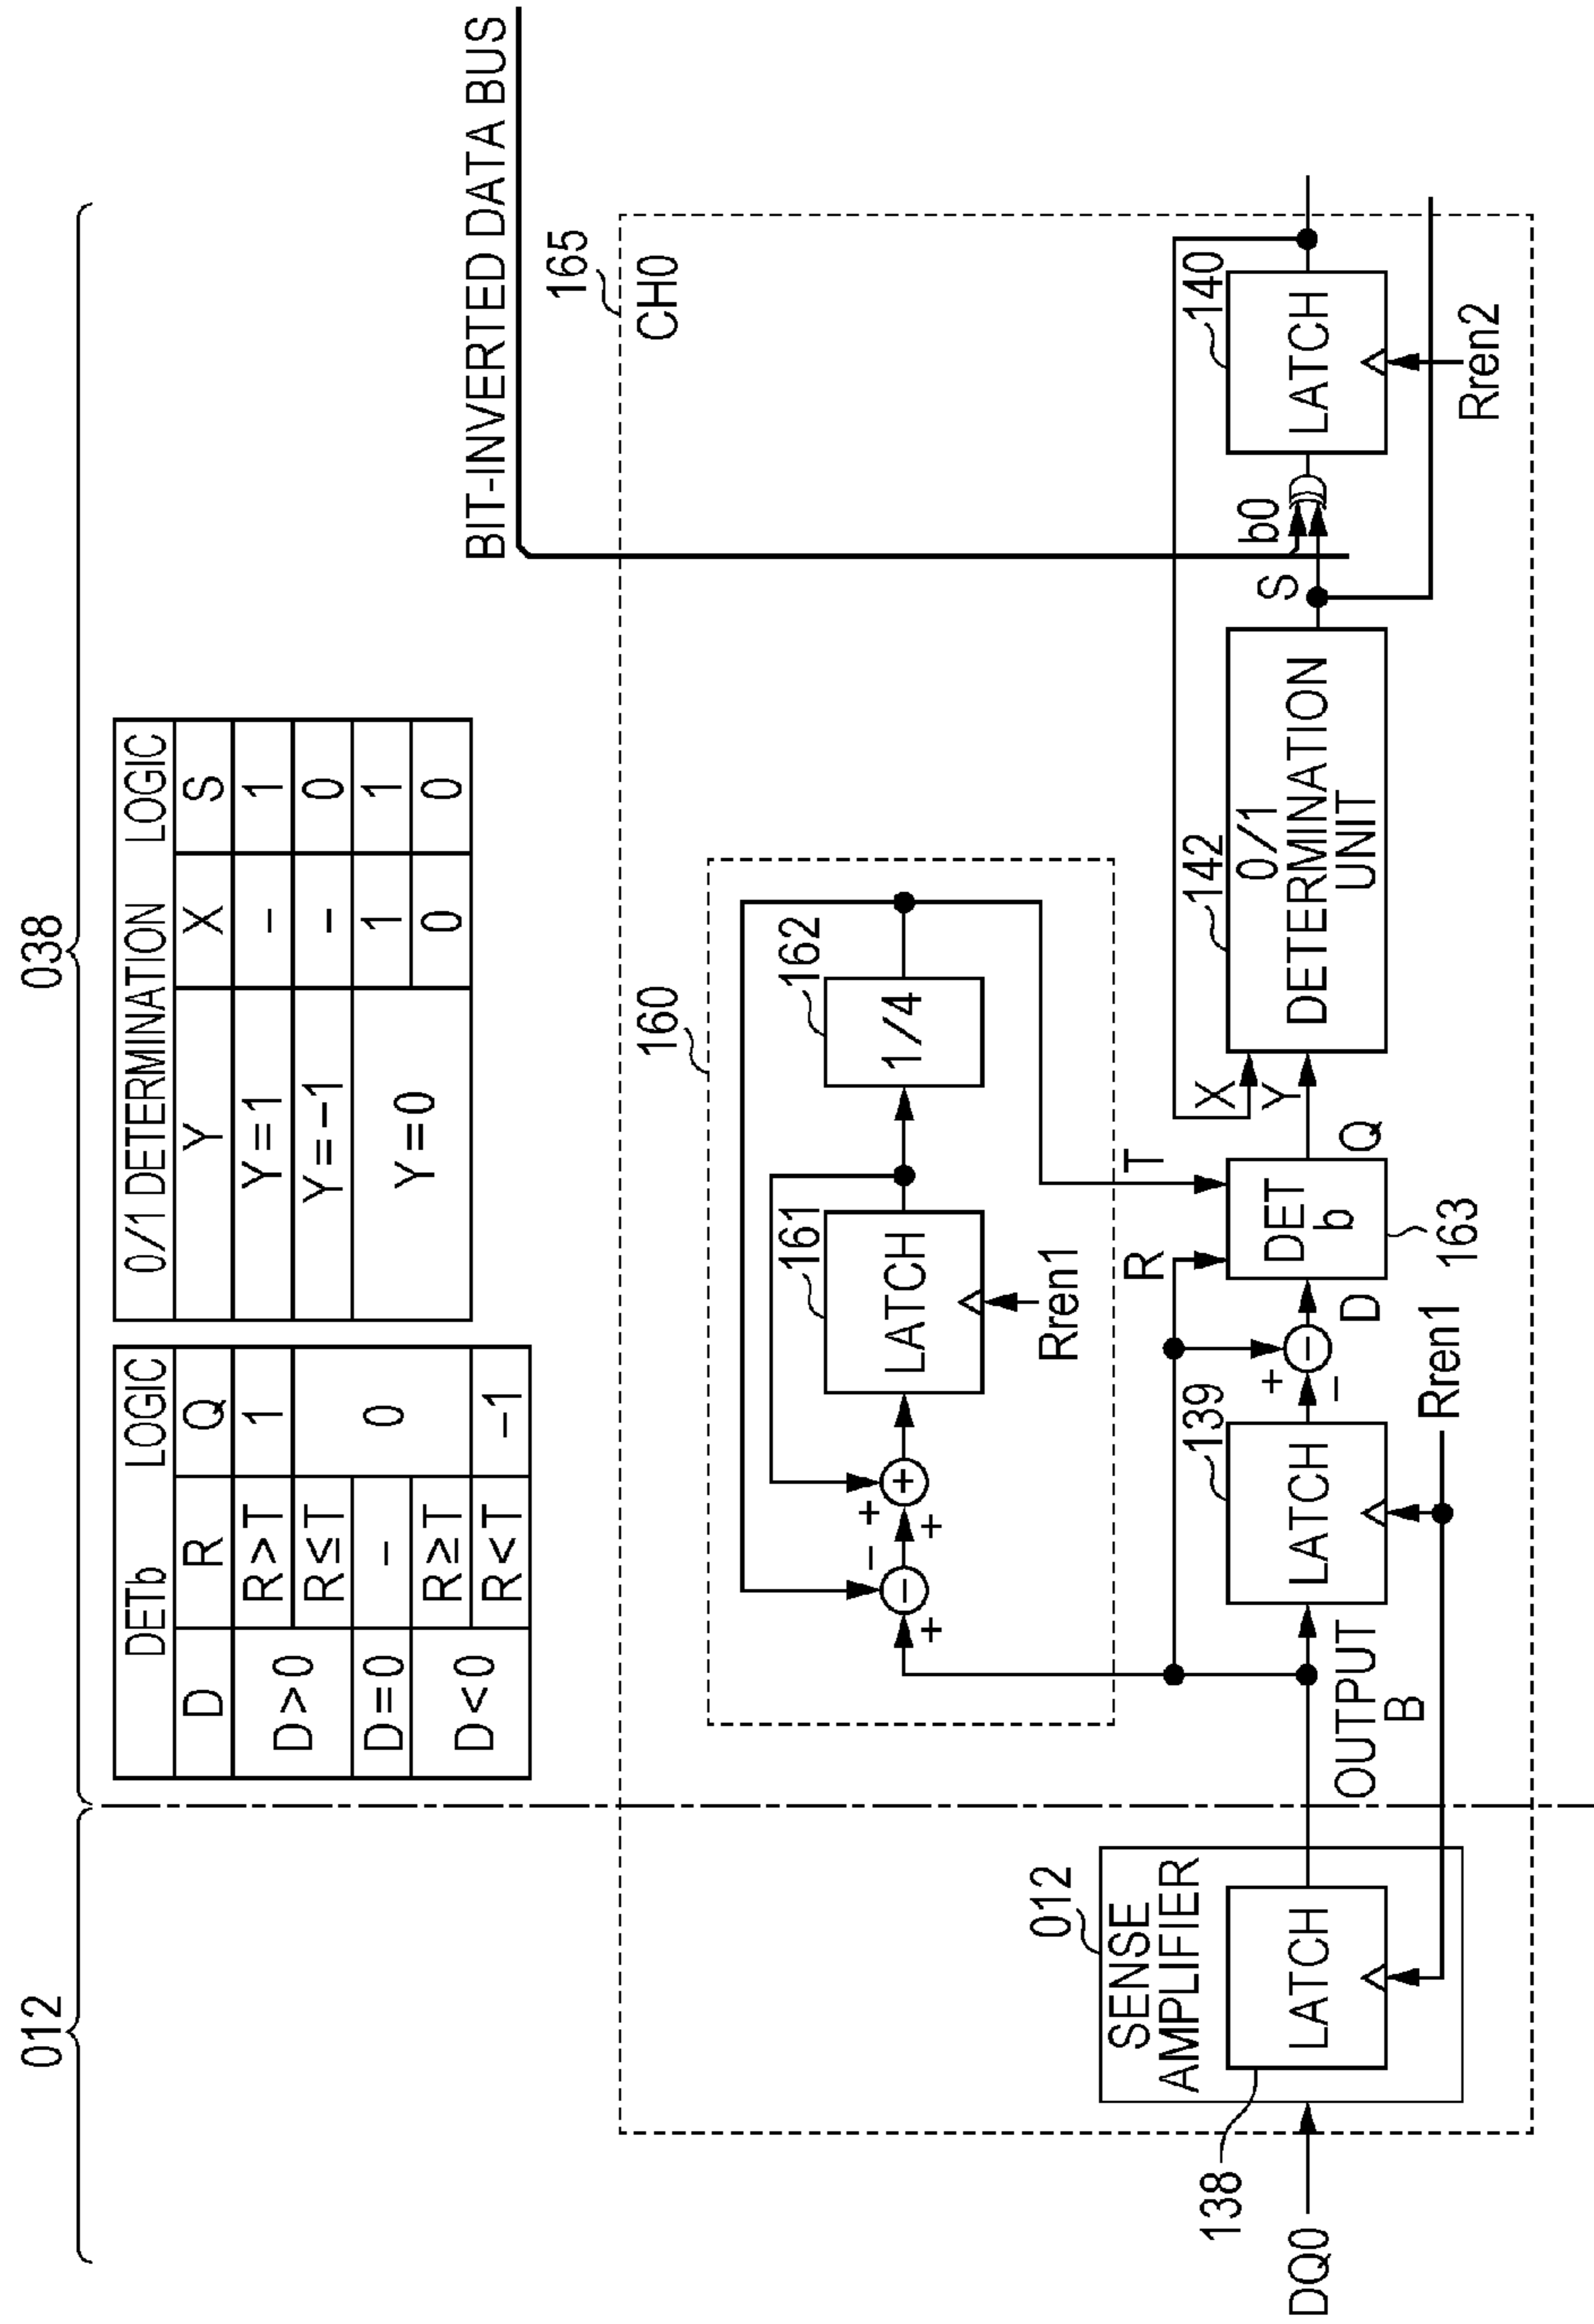 012
038
DETb LOGIC
D R Q
D>0 R>T 1
R≤T 0
D=0 –
D<0 R≥T
R<T –1
0/1 DETERMINATION LOGIC
Y X S
Y=1 – 1
Y=–1 – 0
Y=0 1 1
0 0
BIT-INVERTED DATA BUS
165
CH0
160
161
LATCH
Rren1
162
1/4
+
–
–
+
+
+
DQ0
138
012
SENSE
AMPLIFIER
LATCH
OUTPUT
B
139
LATCH
Rren1
+
–
–
D
R
T
DET
b
163
Q
X
Y
142
0/1
DETERMINATION
UNIT
S
b0
140
LATCH
Rren2